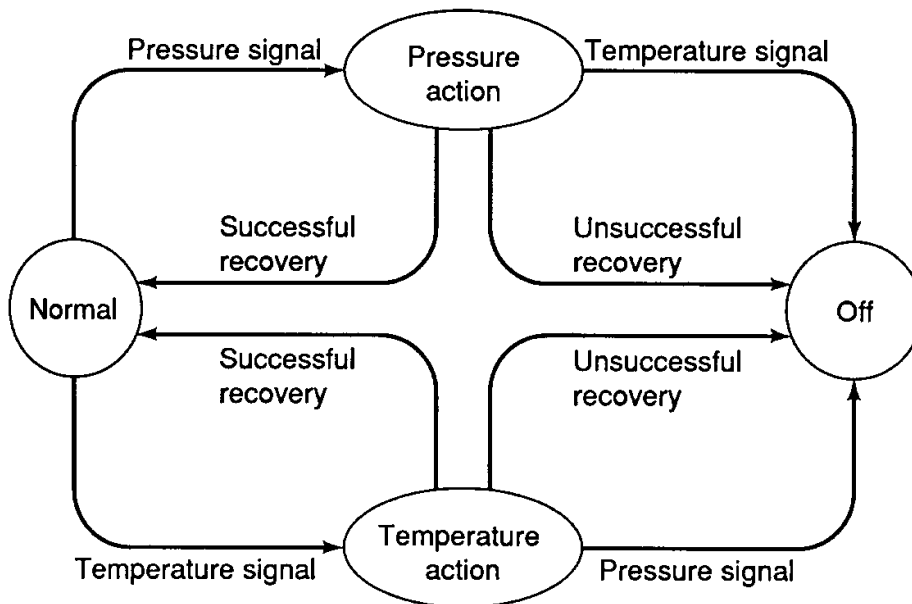 Pressure signal
Pressure
action
Temperature signal
Successful
recovery
Unsuccessful
recovery
Normal
Off
Successful
recovery
Unsuccessful
recovery
Temperature signal
Temperature
action
Pressure signal